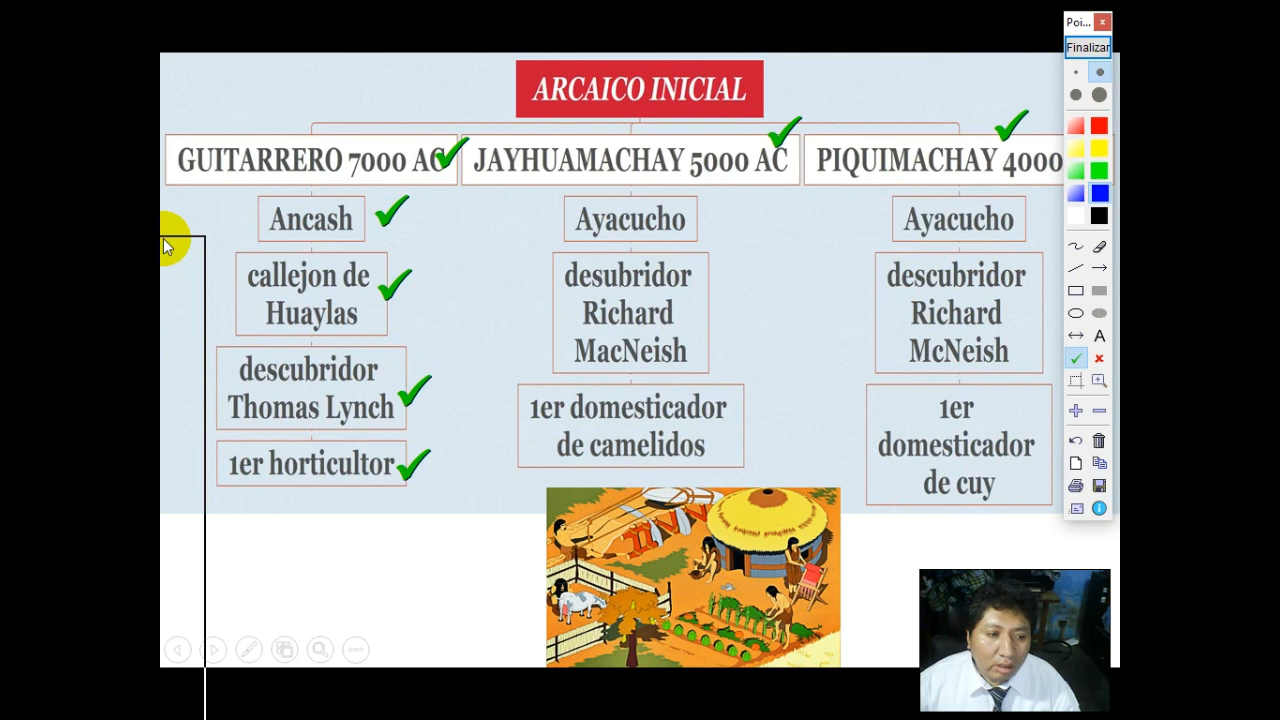 Poi...
Finalizar
ARCAICO INICIAL
GUITARRERO 7000 AC
JAYHUAMACHAY 5000 AC
PIQUIMACHAY 4000
Ancash
callejon de
Huaylas
descubridor
Thomas Lynch
1er horticultor
Ayacucho
desubridor
Richard
MacNeish
1er domesticador
de camelidos
Ayacucho
descubridor
Richard
McNeish
1er
domesticador
de cuy
A